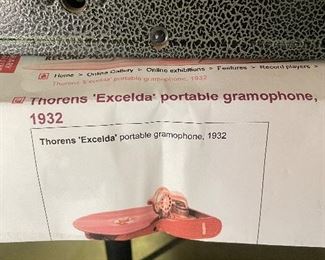 Home > Online Gallery > Online exhibitions > Features > Record players >
Thorens 'Excelda' portable gramophone, 1932
Thorens 'Excelda' portable gramophone,
1932
Thorens 'Excelda' portable gramophone, 1932